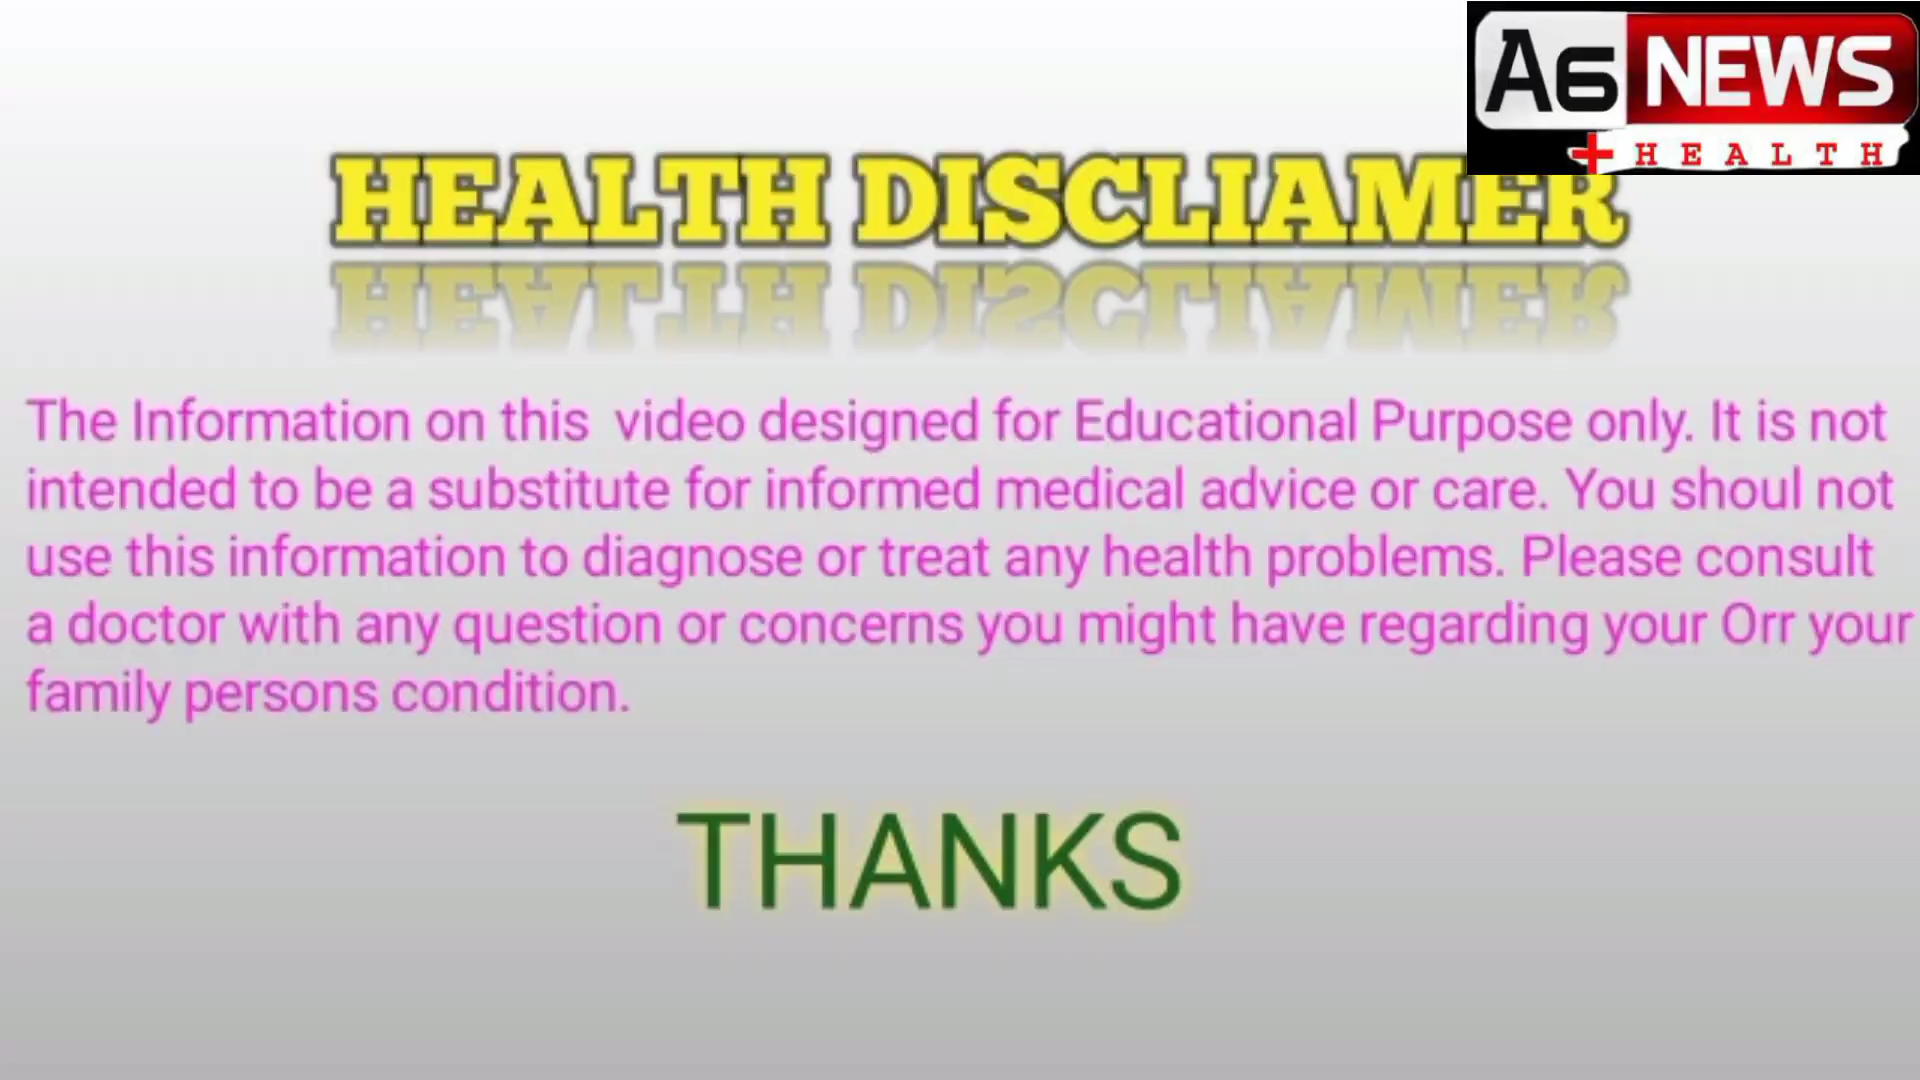 A6 NEWS
+ HEALTH
HEALTH DISCLIAMER
The Information on this video designed for Educational Purpose only. It is not
intended to be a substitute for informed medical advice or care. You shoul not
use this information to diagnose or treat any health problems. Please consult
a doctor with any question or concerns you might have regarding your Orr your
family persons condition.
THANKS